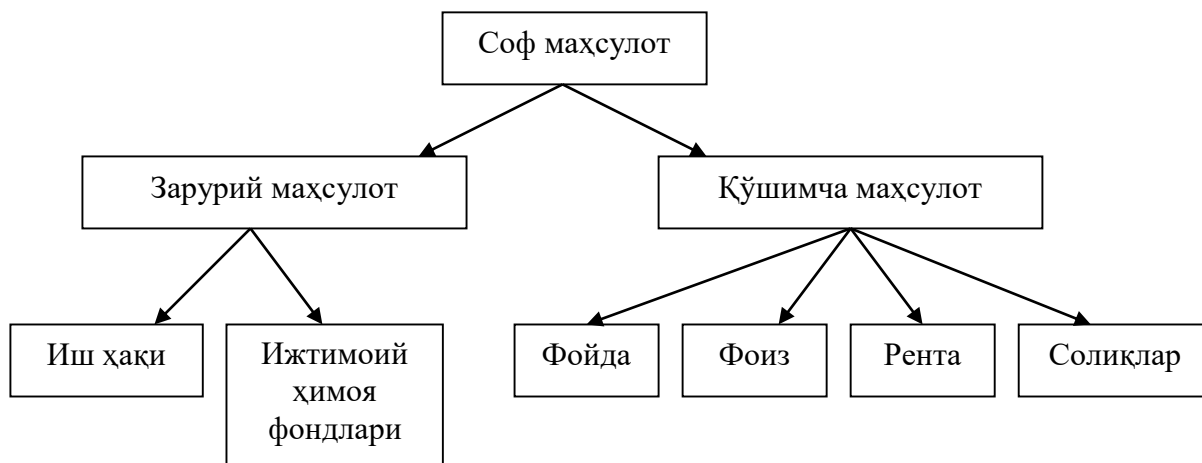 Соф маҳсулот
Зарурий маҳсулот
Қўшимча маҳсулот
Иш ҳақи
Ижтимоий
ҳимоя
фондлари
Фойда
Фоиз
Рента
Солиқлар